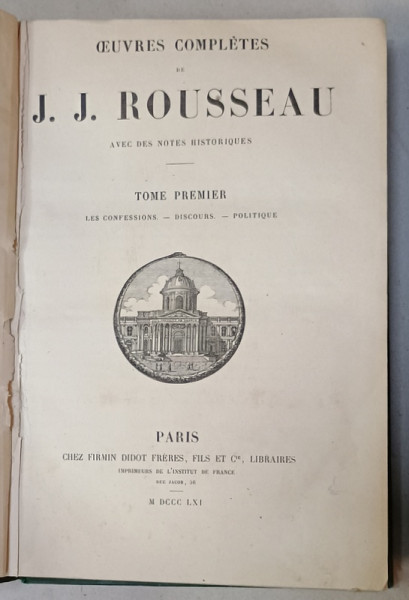 ŒUVRES COMPLÈTES
DE
J. J. ROUSSEAU
AVEC DES NOTES HISTORIQUES
TOME PREMIER
LES CONFESSIONS. — DISCOURS. — POLITIQUE
PARIS
CHEZ FIRMIN DIDOT FRÈRES, FILS ET Cie, LIBRAIRES
IMPRIMEURS DE L'INSTITUT DE FRANCE
RUE JACOB, 56
M DCCC LXI